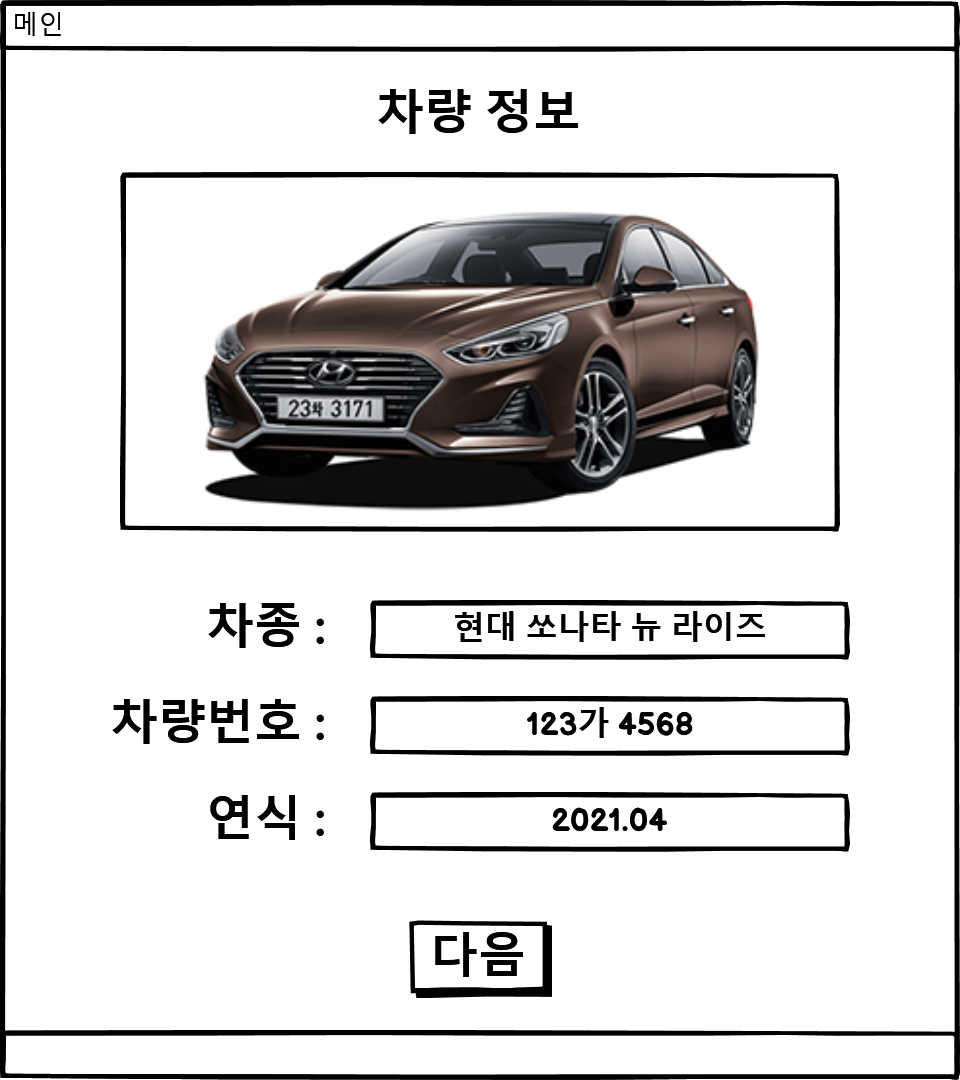 메인
차량 정보
23차 3171
차종 : 현대 쏘나타 뉴 라이즈
차량번호 : 123가 4568
연식 : 2021.04
다음